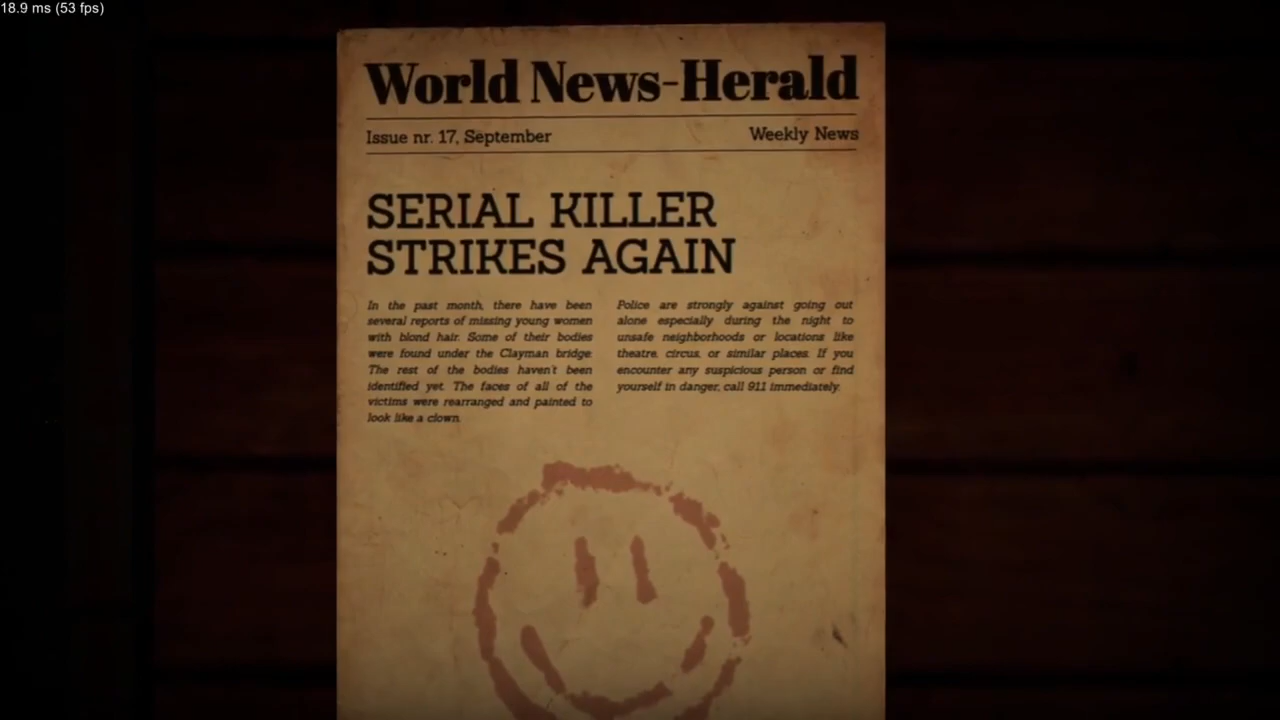 18.9 ms (53 fps)
World News-Herald
Issue nr. 17, September
Weekly News
SERIAL KILLER
STRIKES AGAIN
In the past month, there have been
several reports of missing young women
with blond hair. Some of their bodies
were found under the Clayman bridge.
The rest of the bodies haven't been
identified yet. The faces of all of the
victims were rearranged and painted to
look like a clown.
Police are strongly against going out
alone especially during the night to
unsafe neighborhoods or locations like
theatre, circus, or similar places. If you
encounter any suspicious person or find
yourself in danger, call 911 immediately.